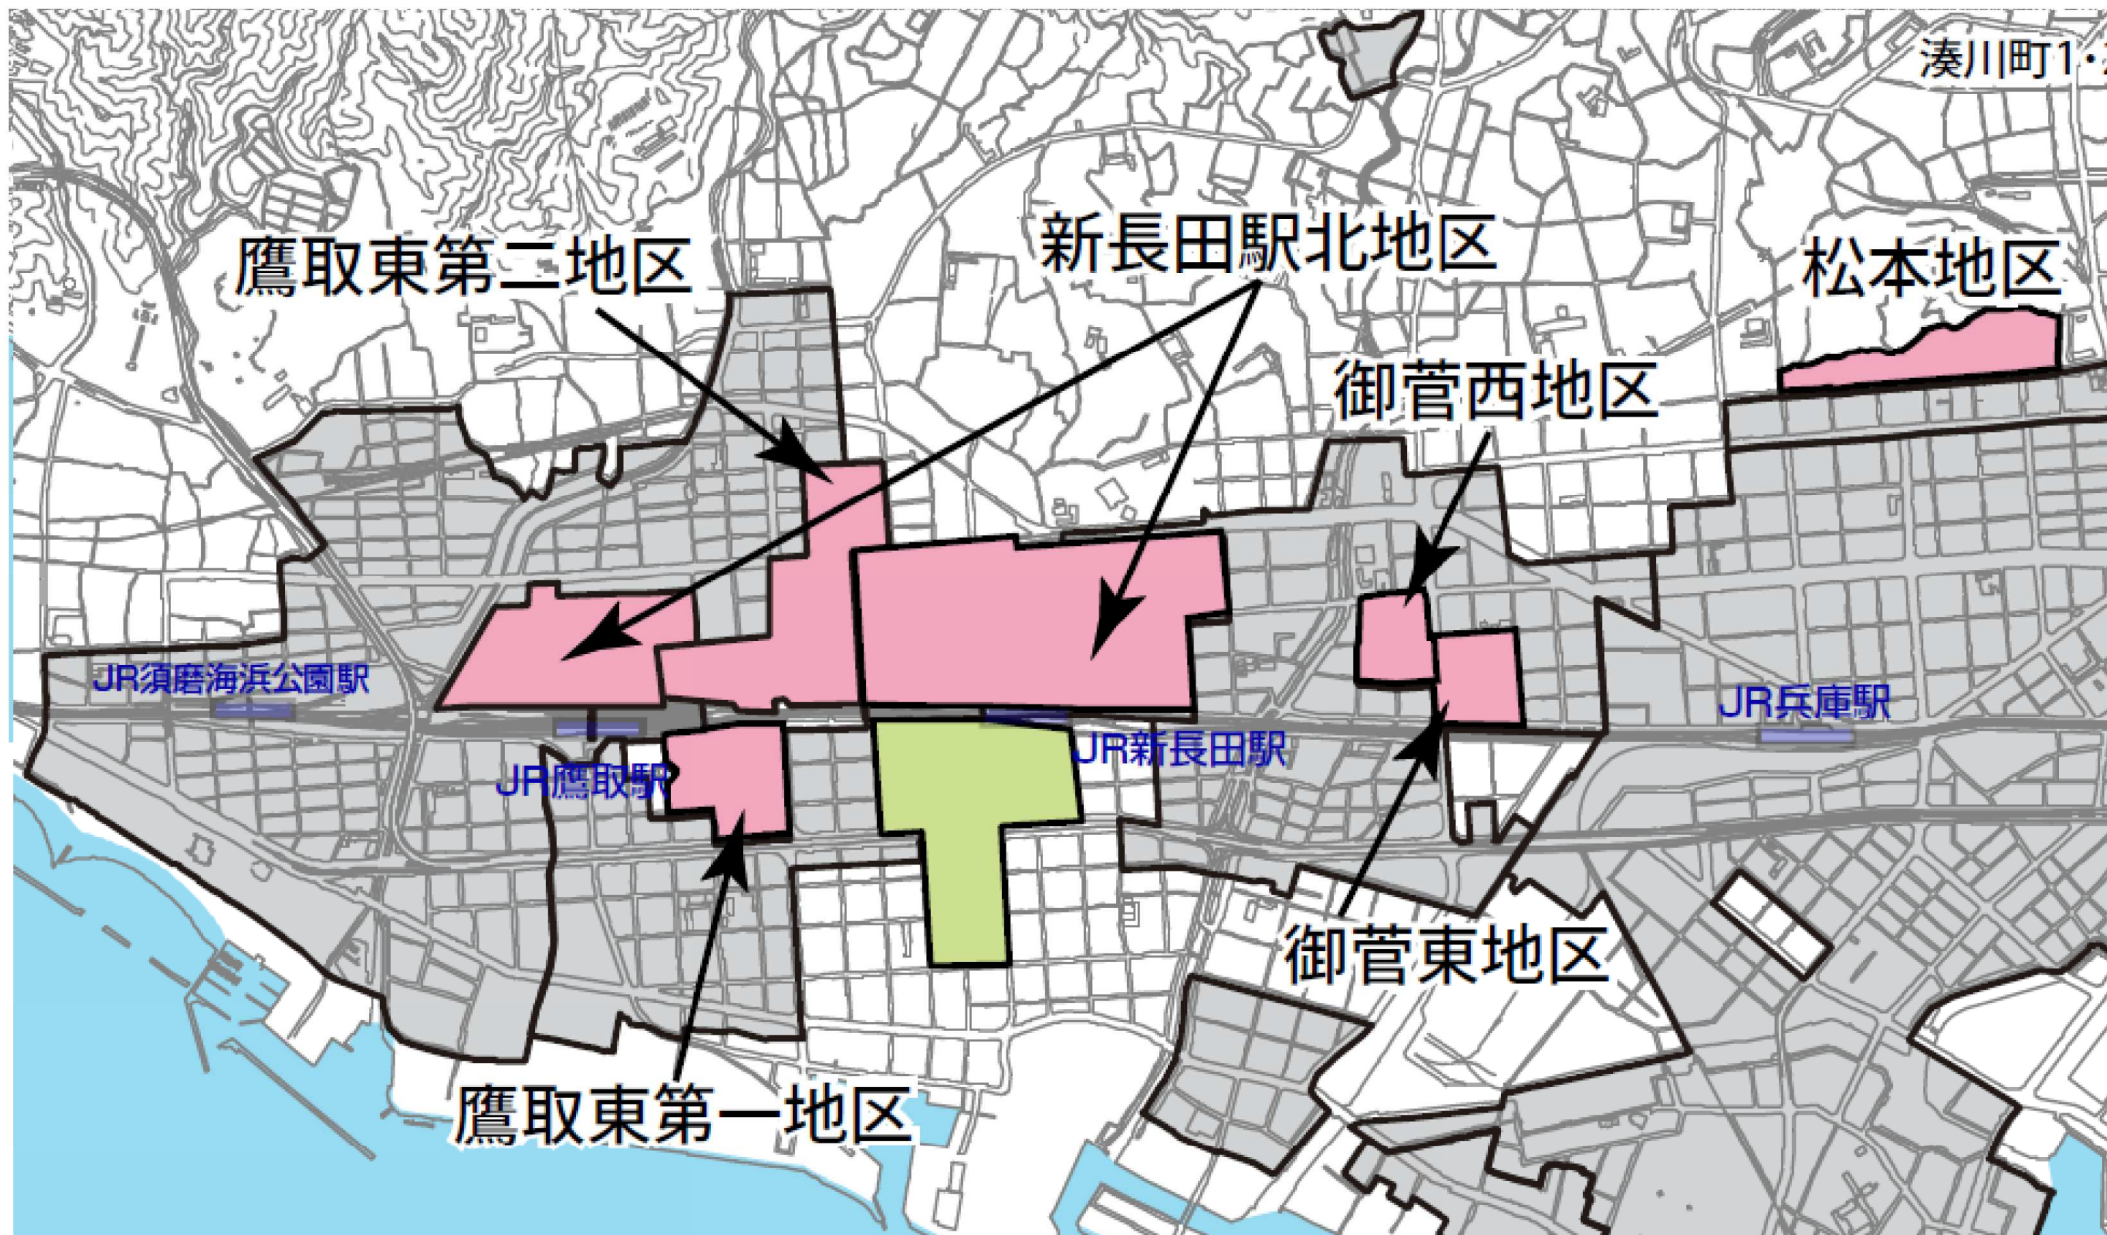 湊川町1・
新長田駅北地区
鷹取東第二地区
松本地区
御菅西地区
JR須磨海浜公園駅
JR兵庫駅
JR新長田駅
JR鷹取駅
御菅東地区
鷹取東第一地区